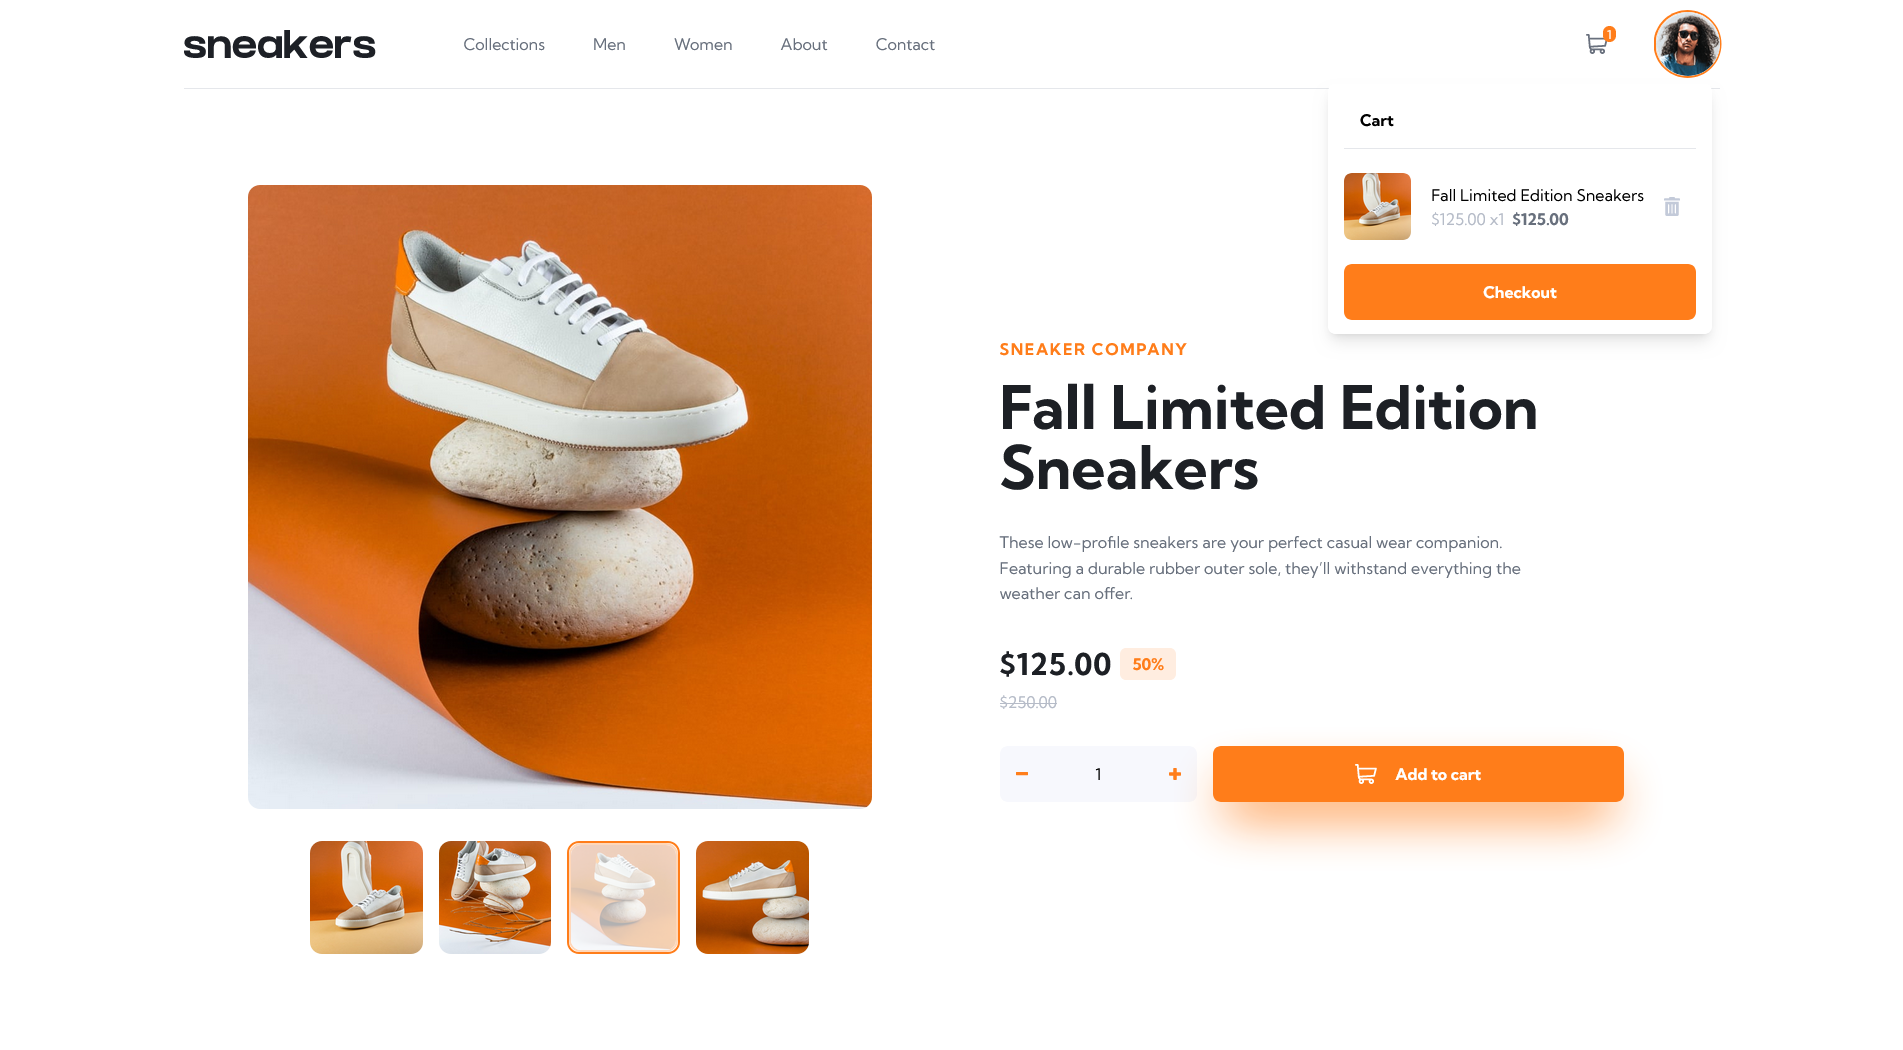 sneakers
Collections
Men
Women
About
Contact
1
Cart
Fall Limited Edition Sneakers
$125.00 x1 $125.00
Checkout
SNEAKER COMPANY
Fall Limited Edition
Sneakers
These low-profile sneakers are your perfect casual wear companion.
Featuring a durable rubber outer sole, they’ll withstand everything the
weather can offer.
$125.00 50%
$250.00
1
Add to cart